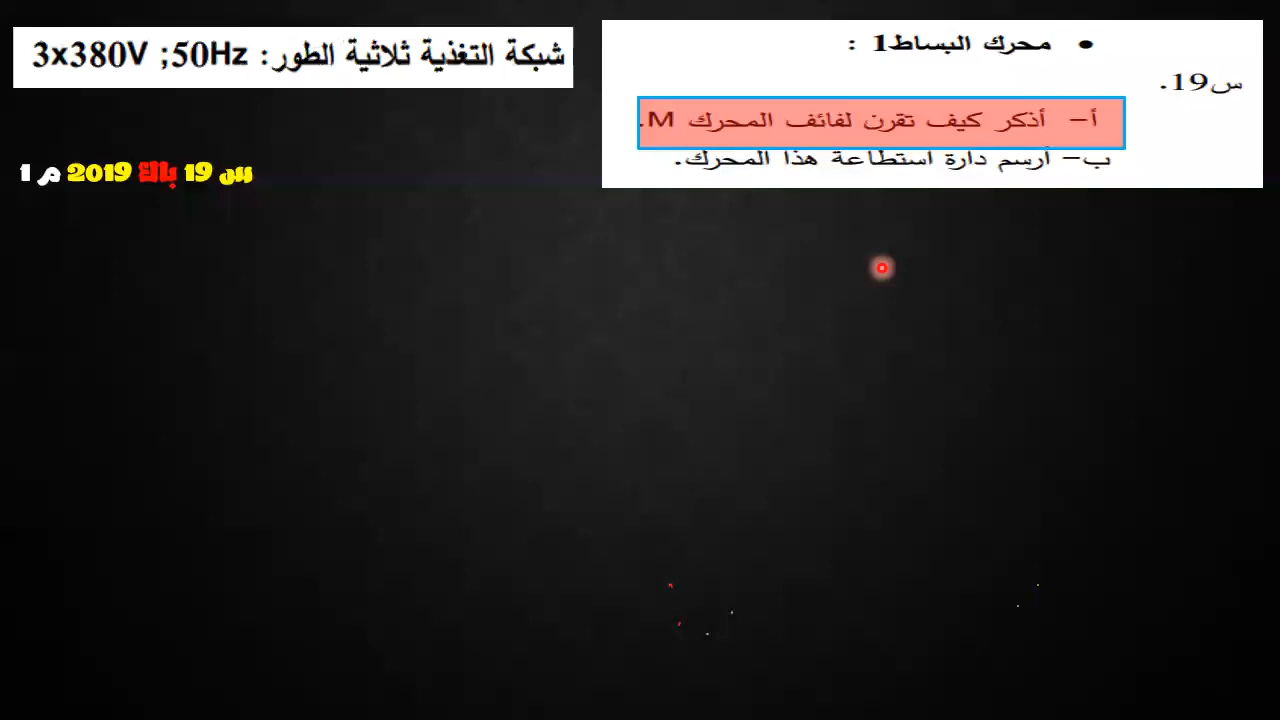 شبكة التغذية ثلاثية الطور: 3x380V ;50Hz
• محرك البساط1 :
س19.
أ- أذكر كيف تقرن لفائف المحرك M.
ب- أرسم دارة استطاعة هذا المحرك.
س 19 باك 2019 م 1